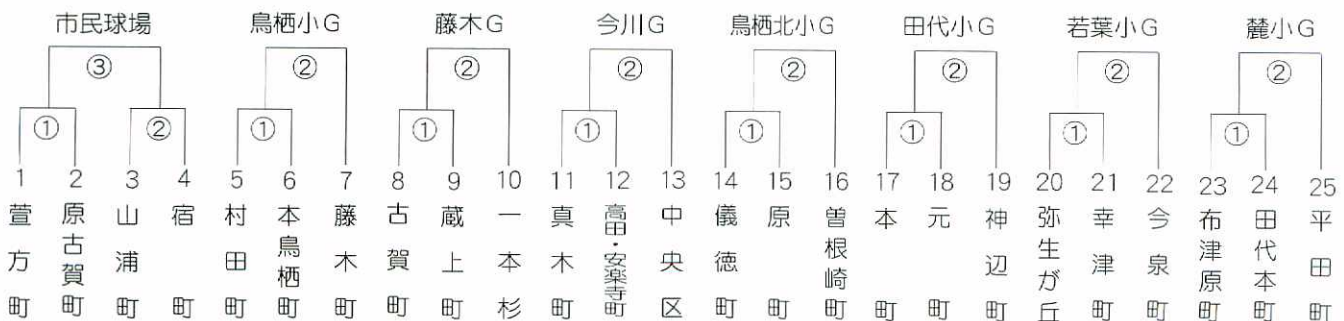 市民球場 鳥栖小G 藤木G 今川G 鳥栖北小G 田代小G 若葉小G 麓小G
③ ② ② ② ② ② ② ②
① ② ① ① ① ① ① ① ①
1 2 3 4 5 6 7 8 9 10 11 12 13 14 15 16 17 18 19 20 21 22 23 24 25
萱方町
原古賀町
山浦町
宿町
村田町
本鳥栖町
藤木町
古賀町
蔵上町
一本杉
真木町
高田・安楽寺町
中央区
儀徳町
原町
曽根崎町
本町
元町
神辺町
弥生が丘
幸津町
今泉町
布津原町
田代本町
平田町